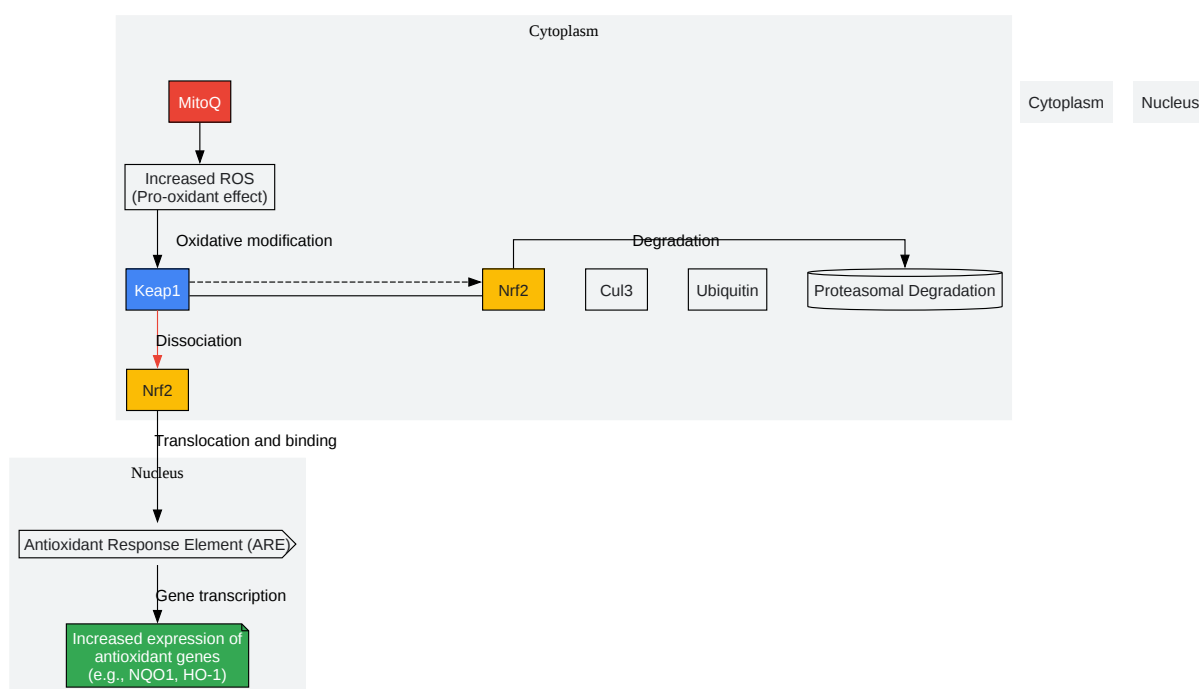 Cytoplasm
MitoQ
Cytoplasm
Nucleus
Increased ROS
(Pro-oxidant effect)
Oxidative modification
Degradation
Keap1
Nrf2
Cul3
Ubiquitin
Proteasomal Degradation
Dissociation
Nrf2
Translocation and binding
Nucleus
Antioxidant Response Element (ARE)
Gene transcription
Increased expression of
antioxidant genes
(e.g., NQO1, HO-1)